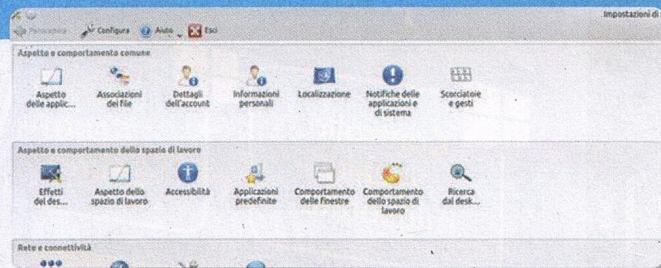 Impostazioni di
Panoramica Configura Aiuto Esci
Aspetto e comportamento comune
Aspetto delle applic...
Associazioni dei file
Dettagli dell'account
Informazioni personali
Localizzazione
Notifiche delle applicazioni e di sistema
Scorciatoie e gesti
Aspetto e comportamento dello spazio di lavoro
Effetti del des...
Aspetto dello spazio di lavoro
Accessibilità
Applicazioni predefinite
Comportamento delle finestre
Comportamento dello spazio di lavoro
Ricerca dal desk...
Rete e connettività